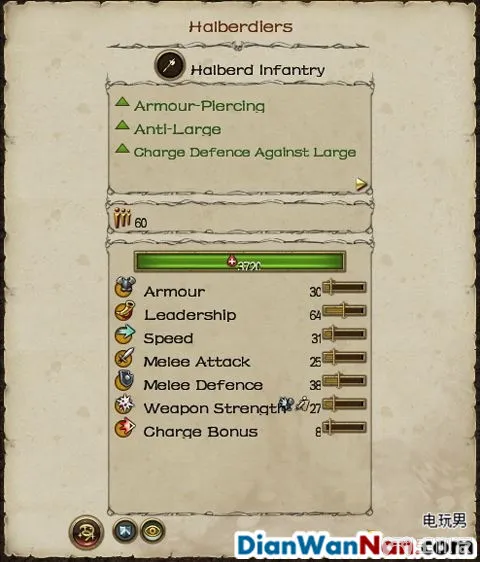 Halberdiers
Halberd Infantry
Armour-Piercing
Anti-Large
Charge Defence Against Large
60
3720
Armour 30
Leadership 64
Speed 31
Melee Attack 25
Melee Defence 38
Weapon Strength 27
Charge Bonus 8
电玩男
DianWanNan.com